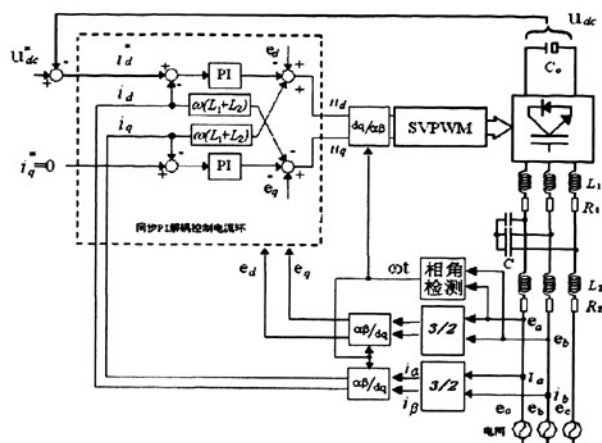 u_dc
C_o
u*_dc
i*_d
PI
e_d
i_d
ω(L₁+L₂)
i_q
ω(L₁+L₂)
u_d
u_q
dq/αβ
SVPWM
i*_q=0
PI
e_q
L₁
R₁
C
同步PI解耦控制电流环
e_d
e_q
ωt
相角
检测
L₂
R₂
αβ/dq
3/2
e_a
e_b
αβ/dq
i_α
i_β
3/2
i_a
i_b
e_a
e_b
e_c
电网